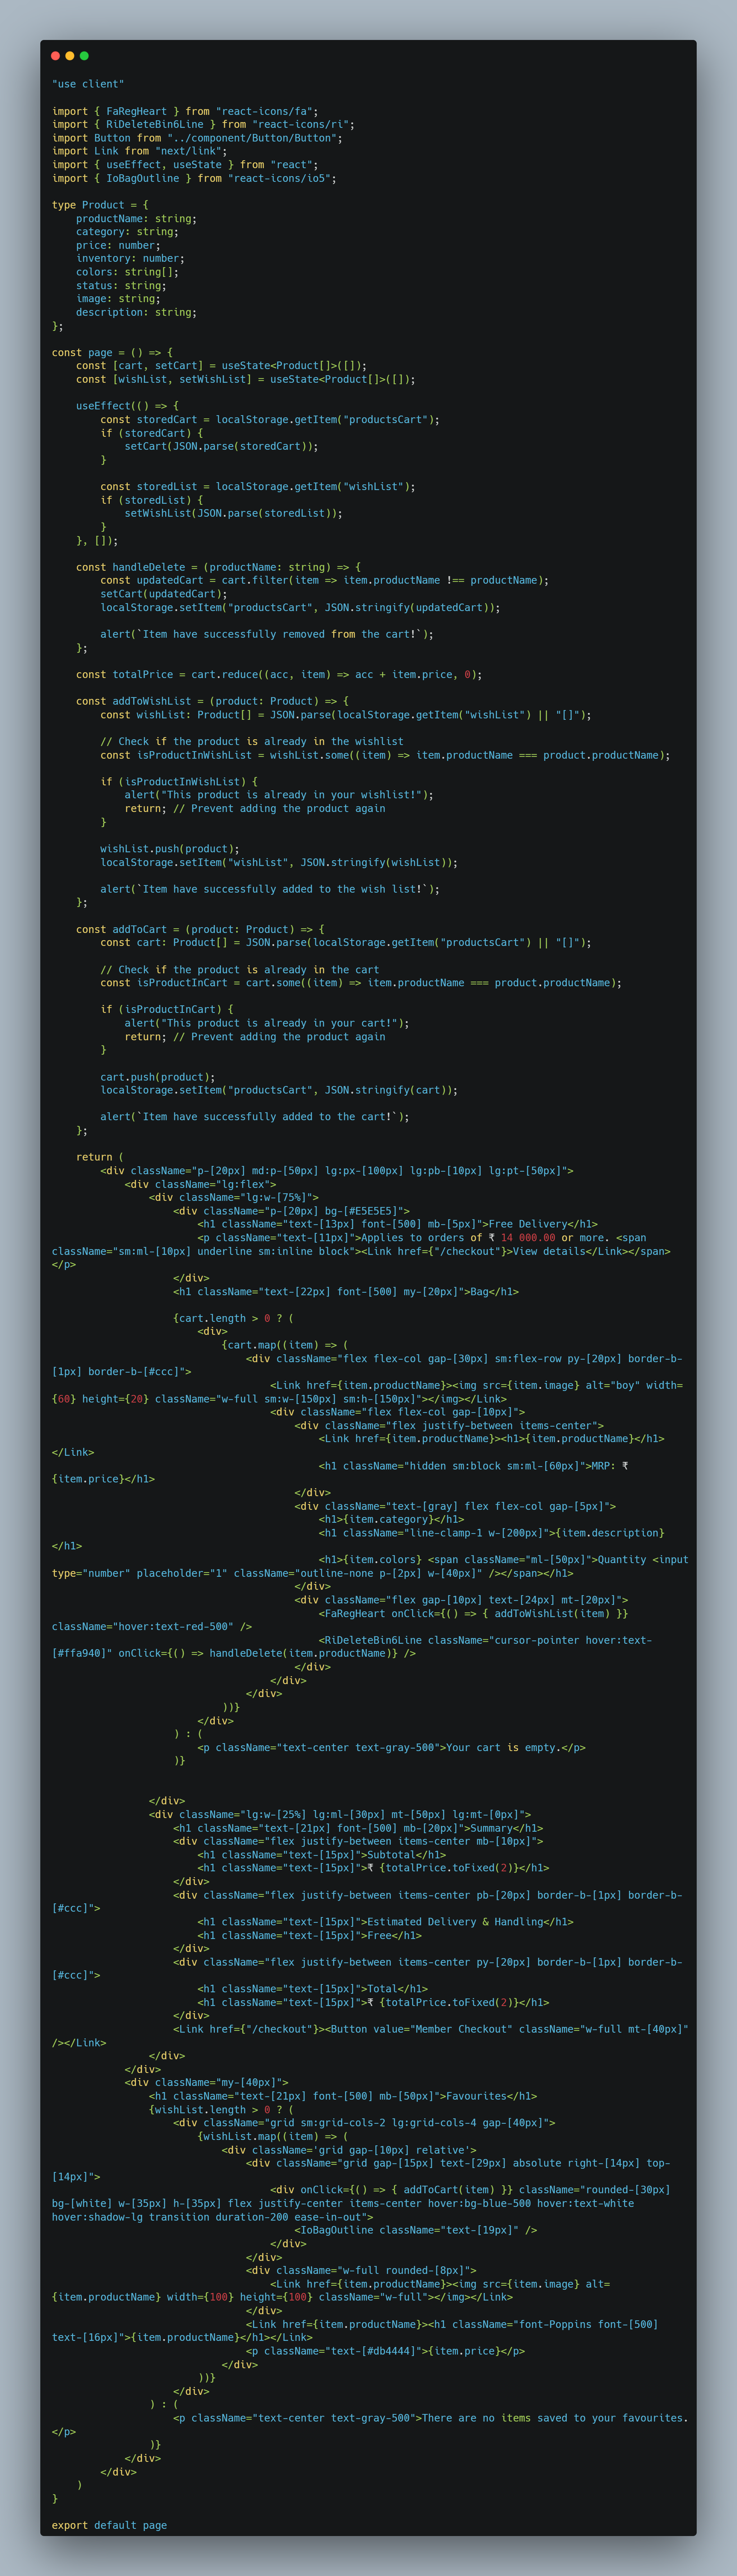 "use client"
import { FaRegHeart } from "react-icons/fa";
import { RiDeleteBin6Line } from "react-icons/ri";
import Button from "../component/Button/Button";
import Link from "next/link";
import { useEffect, useState } from "react";
import { IoBagOutline } from "react-icons/io5";
type Product = {
    productName: string;
    category: string;
    price: number;
    inventory: number;
    colors: string[];
    status: string;
    image: string;
    description: string;
};
const page = () => {
    const [cart, setCart] = useState<Product[]>([]);
    const [wishList, setWishList] = useState<Product[]>([]);
    useEffect(() => {
        const storedCart = localStorage.getItem("productsCart");
        if (storedCart) {
            setCart(JSON.parse(storedCart));
        }
        const storedList = localStorage.getItem("wishList");
        if (storedList) {
            setWishList(JSON.parse(storedList));
        }
    }, []);
    const handleDelete = (productName: string) => {
        const updatedCart = cart.filter(item => item.productName !== productName);
        setCart(updatedCart);
        localStorage.setItem("productsCart", JSON.stringify(updatedCart));
        alert(`Item have successfully removed from the cart!`);
    };
    const totalPrice = cart.reduce((acc, item) => acc + item.price, 0);
    const addToWishList = (product: Product) => {
        const wishList: Product[] = JSON.parse(localStorage.getItem("wishList") || "[]");
        // Check if the product is already in the wishlist
        const isProductInWishList = wishList.some((item) => item.productName === product.productName);
        if (isProductInWishList) {
            alert("This product is already in your wishlist!");
            return; // Prevent adding the product again
        }
        wishList.push(product);
        localStorage.setItem("wishList", JSON.stringify(wishList));
        alert(`Item have successfully added to the wish list!`);
    };
    const addToCart = (product: Product) => {
        const cart: Product[] = JSON.parse(localStorage.getItem("productsCart") || "[]");
        // Check if the product is already in the cart
        const isProductInCart = cart.some((item) => item.productName === product.productName);
        if (isProductInCart) {
            alert("This product is already in your cart!");
            return; // Prevent adding the product again
        }
        cart.push(product);
        localStorage.setItem("productsCart", JSON.stringify(cart));
        alert(`Item have successfully added to the cart!`);
    };
    return (
        <div className="p-[20px] md:p-[50px] lg:px-[100px] lg:pb-[10px] lg:pt-[50px]">
            <div className="lg:flex">
                <div className="lg:w-[75%]">
                    <div className="p-[20px] bg-[#E5E5E5]">
                        <h1 className="text-[13px] font-[500] mb-[5px]">Free Delivery</h1>
                        <p className="text-[11px">Applies to orders of ₹ 14 000.00 or more. <span
className="sm:ml-[10px] underline sm:inline block"><Link href={"/checkout"}>View details</Link></span>
</p>
                    </div>
                    <h1 className="text-[22px] font-[500] my-[20px]">Bag</h1>
                    {cart.length > 0 ? (
                        <div>
                            {cart.map((item) => (
                                <div className="flex flex-col gap-[30px] sm:flex-row py-[20px] border-b-
[1px] border-b-[#ccc]">
                                    <Link href={item.productName}><img src={item.image} alt="boy" width=
{60} height={20} className="w-full sm:w-[150px] sm:h-[150px]"></img></Link>
                                    <div className="flex flex-col gap-[10px]">
                                        <div className="flex justify-between items-center">
                                            <Link href={item.productName}><h1>{item.productName}</h1>
</Link>
                                            <h1 className="hidden sm:block sm:ml-[60px]">MRP: ₹
{item.price}</h1>
                                        </div>
                                        <div className="text-[gray] flex flex-col gap-[5px]">
                                            <h1>{item.category}</h1>
                                            <h1 className="line-clamp-1 w-[200px]">{item.description}
</h1>
                                            <h1>{item.colors} <span className="ml-[50px]">Quantity <input
type="number" placeholder="1" className="outline-none p-[2px] w-[40px]" /></span></h1>
                                        </div>
                                        <div className="flex gap-[10px] text-[24px] mt-[20px]">
                                            <FaRegHeart onClick={() => { addToWishList(item) }}
className="hover:text-red-500" />
                                            <RiDeleteBin6Line className="cursor-pointer hover:text-
[#ffa940]" onClick={() => handleDelete(item.productName)} />
                                        </div>
                                    </div>
                                </div>
                            ))}
                        </div>
                    ) : (
                        <p className="text-center text-gray-500">Your cart is empty.</p>
                    )}
                </div>
                <div className="lg:w-[25%] lg:ml-[30px] mt-[50px] lg:mt-[0px]">
                    <h1 className="text-[21px] font-[500] mb-[20px]">Summary</h1>
                    <div className="flex justify-between items-center mb-[10px]">
                        <h1 className="text-[15px]">Subtotal</h1>
                        <h1 className="text-[15px]">₹ {totalPrice.toFixed(2)}</h1>
                    </div>
                    <div className="flex justify-between items-center pb-[20px] border-b-[1px] border-b-
[#ccc]">
                        <h1 className="text-[15px]">Estimated Delivery & Handling</h1>
                        <h1 className="text-[15px]">Free</h1>
                    </div>
                    <div className="flex justify-between items-center py-[20px] border-b-[1px] border-b-
[#ccc]">
                        <h1 className="text-[15px]">Total</h1>
                        <h1 className="text-[15px]">₹ {totalPrice.toFixed(2)}</h1>
                    </div>
                    <Link href={"/checkout"}><Button value="Member Checkout" className="w-full mt-[40px]"
/></Link>
                </div>
            </div>
            <div className="my-[40px]">
                <h1 className="text-[21px] font-[500] mb-[50px]">Favourites</h1>
                {wishList.length > 0 ? (
                    <div className="grid sm:grid-cols-2 lg:grid-cols-4 gap-[40px]">
                        {wishList.map((item) => (
                            <div className='grid gap-[10px] relative'>
                                <div className="grid gap-[15px] text-[29px] absolute right-[14px] top-
[14px]">
                                    <div onClick={() => { addToCart(item) }} className="rounded-[30px]
bg-[white] w-[35px] h-[35px] flex justify-center items-center hover:bg-blue-500 hover:text-white
hover:shadow-lg transition duration-200 ease-in-out">
                                        <IoBagOutline className="text-[19px]" />
                                    </div>
                                </div>
                                <div className="w-full rounded-[8px]">
                                    <Link href={item.productName}><img src={item.image} alt=
{item.productName} width={100} height={100} className="w-full"></img></Link>
                                </div>
                                <Link href={item.productName}><h1 className="font-Poppins font-[500]
text-[16px]">{item.productName}</h1></Link>
                                <p className="text-[#db4444]">{item.price}</p>
                            </div>
                        ))}
                    </div>
                ) : (
                    <p className="text-center text-gray-500">There are no items saved to your favourites.
</p>
                )}
            </div>
        </div>
    )
}
export default page